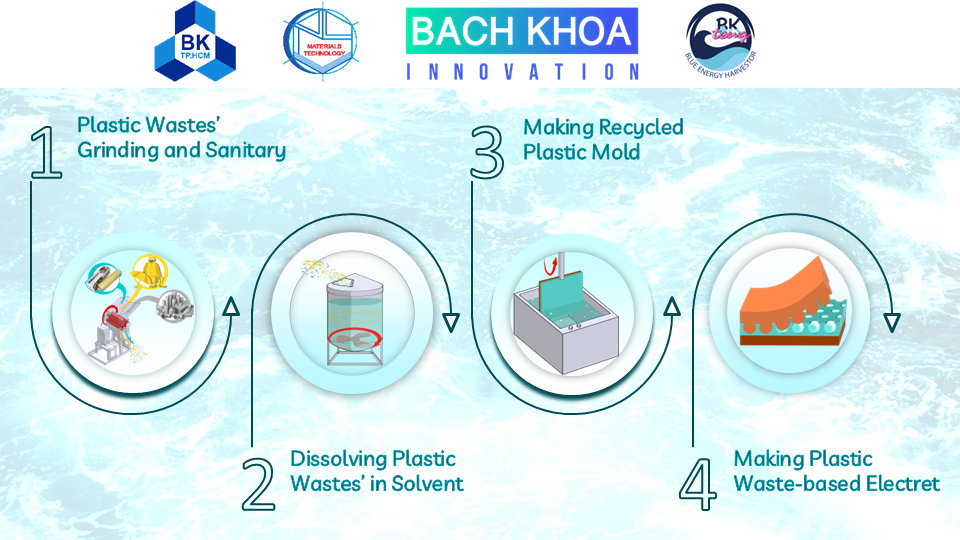 BK
TP.HCM
MATERIALS
TECHNOLOGY
BACH KHOA
INNOVATION
BK
Teng
BLUE ENERGY HARVESTOR
1
Plastic Wastes’
Grinding and Sanitary
3
Making Recycled
Plastic Mold
2
Dissolving Plastic
Wastes’ in Solvent
4
Making Plastic
Waste-based Electret